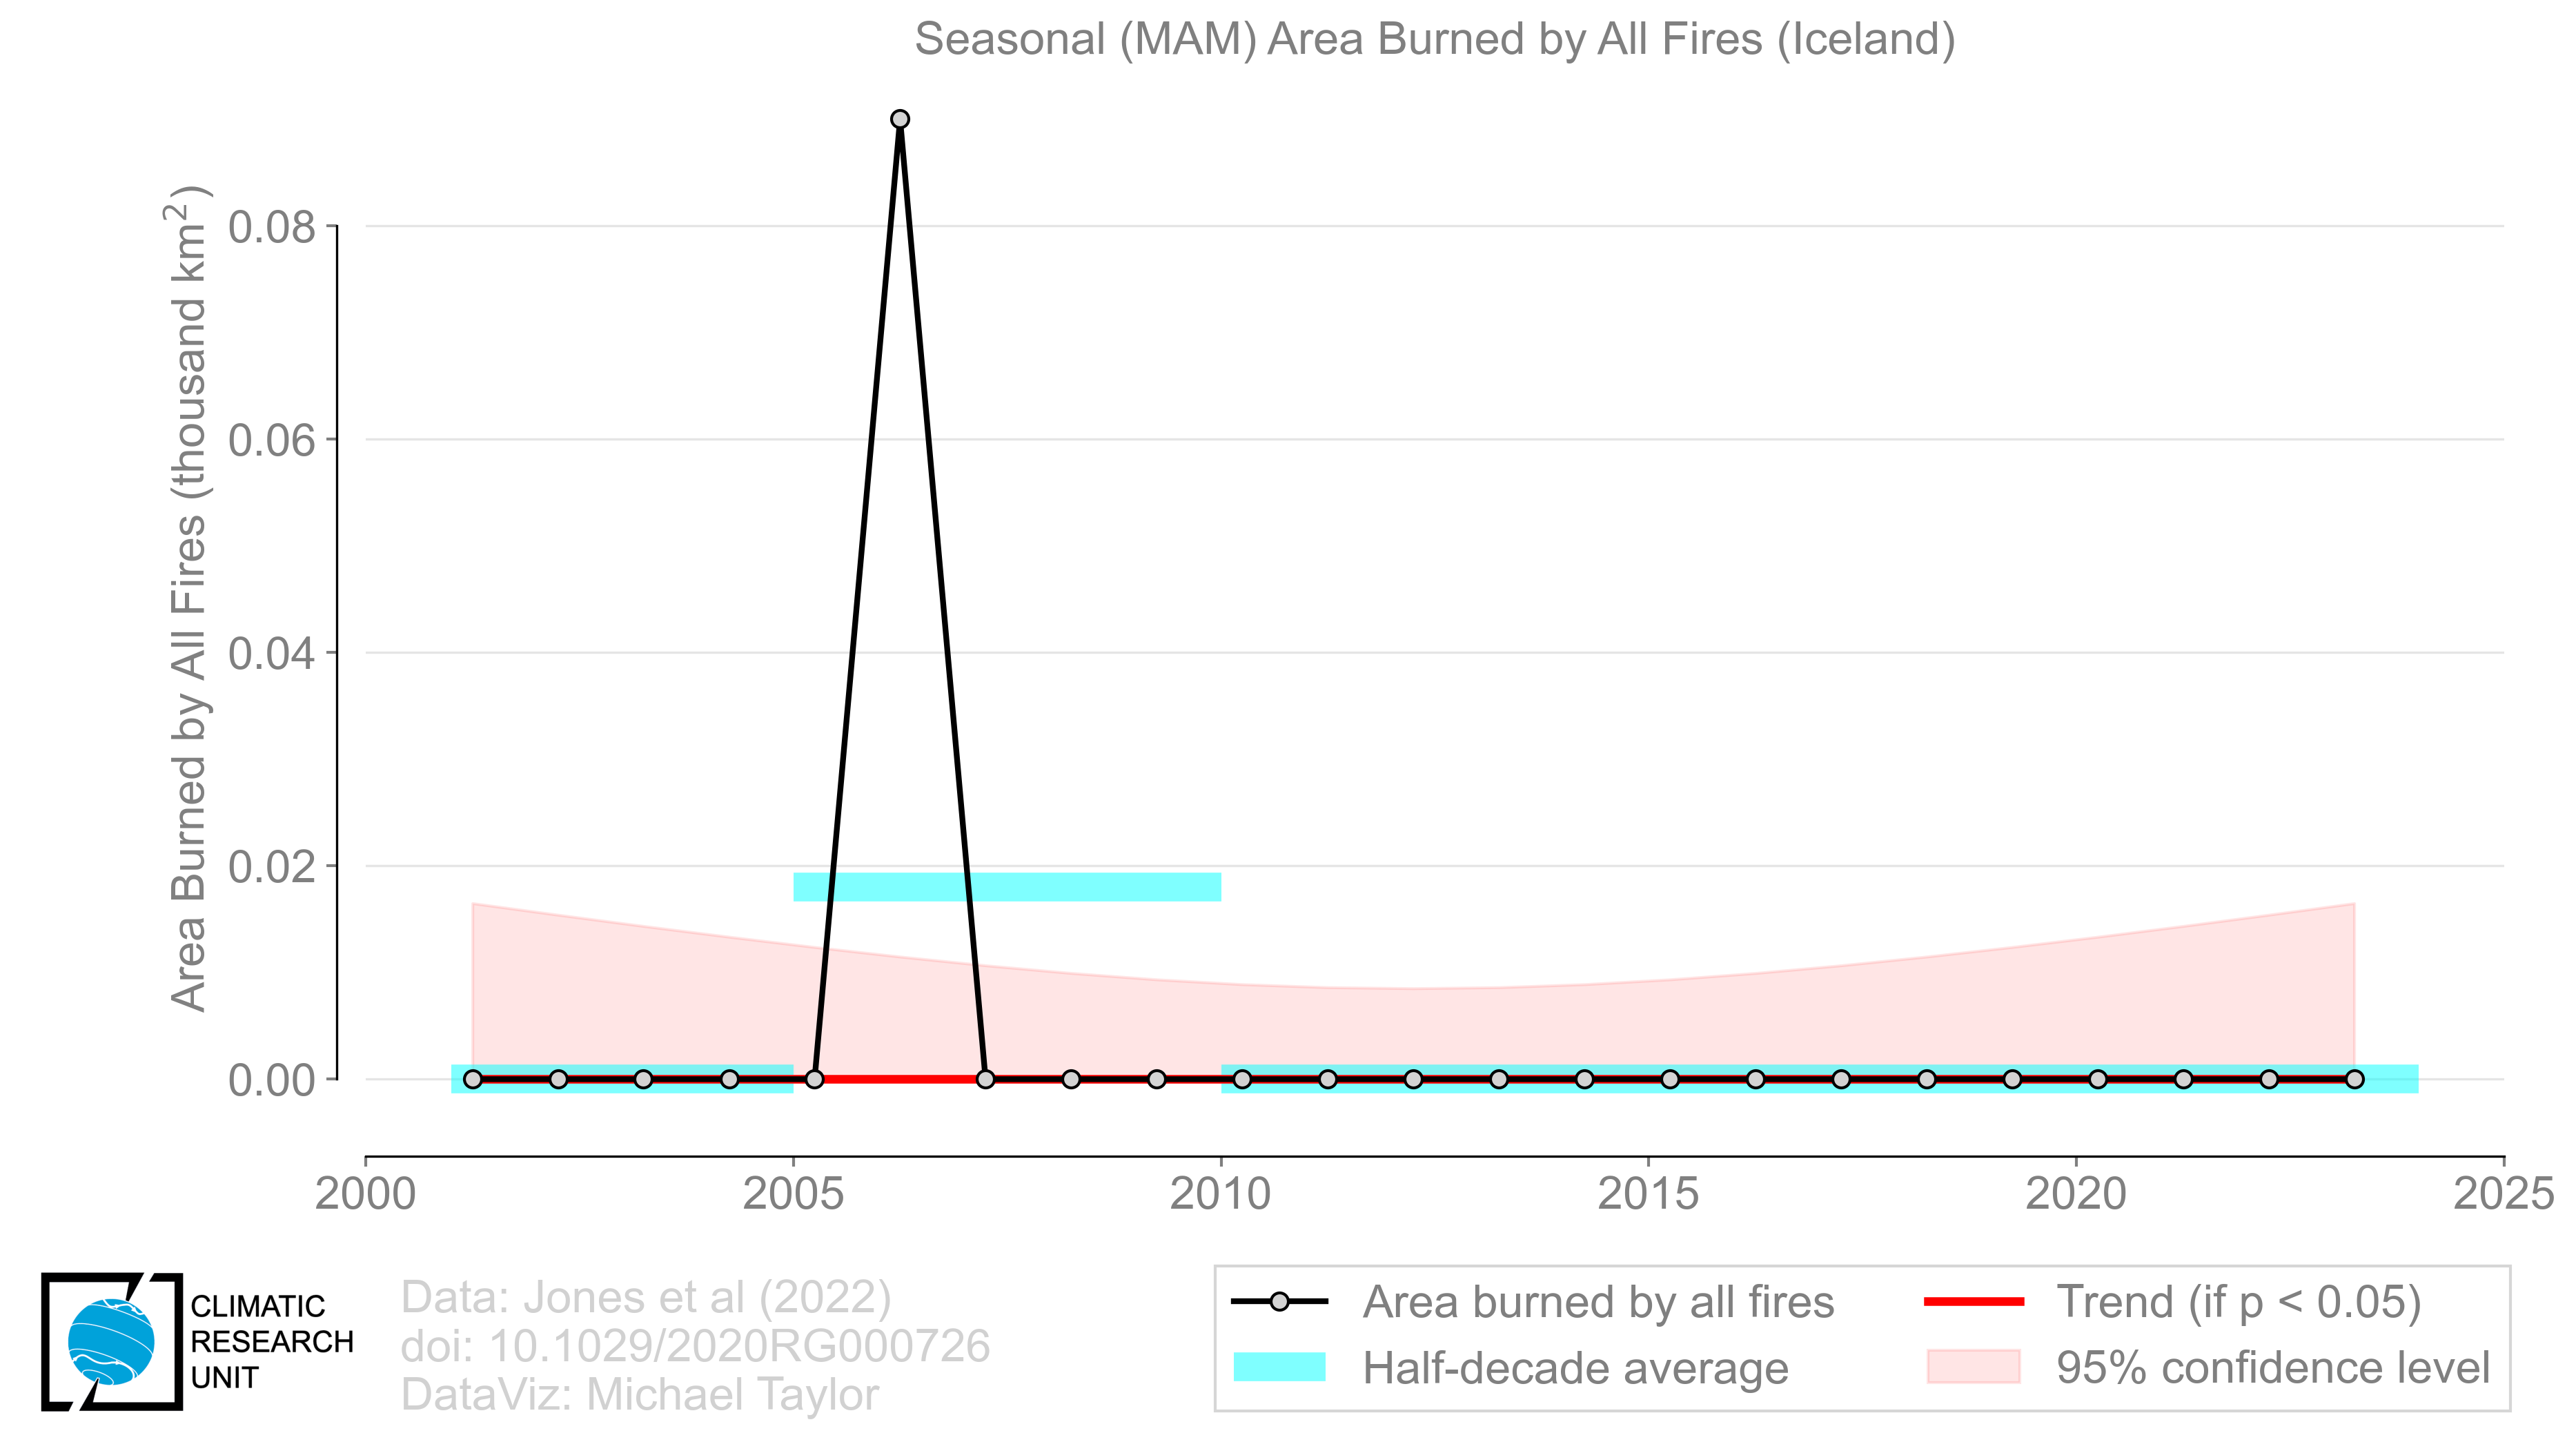 Seasonal (MAM) Area Burned by All Fires (Iceland)
Area Burned by All Fires (thousand km²)
0.08
0.06
0.04
0.02
0.00
2000
2005
2010
2015
2020
2025
CLIMATIC
RESEARCH
UNIT
Data: Jones et al (2022)
doi: 10.1029/2020RG000726
DataViz: Michael Taylor
Area burned by all fires
Half-decade average
Trend (if p < 0.05)
95% confidence level